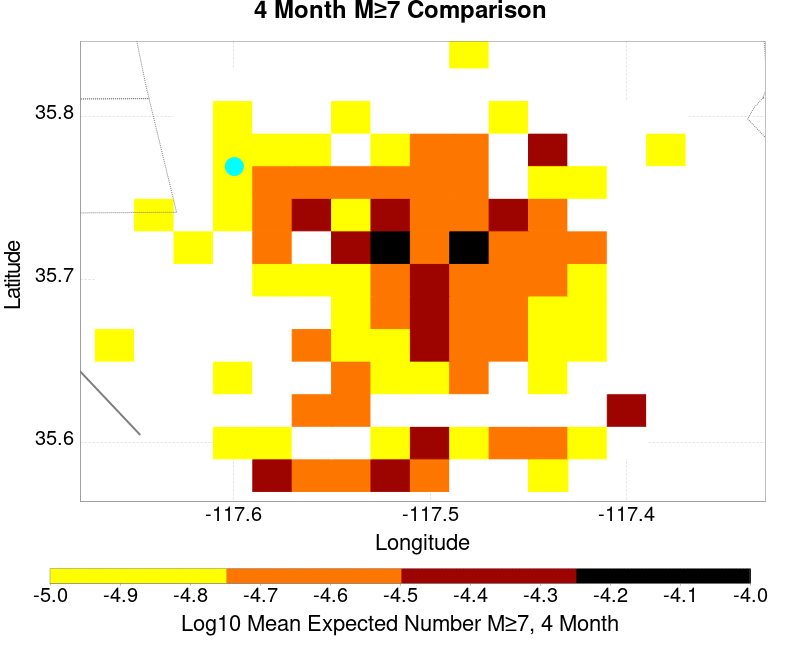 4 Month M≥7 Comparison
35.8
35.7
35.6
Latitude
-117.6 -117.5 -117.4
Longitude
-5.0 -4.9 -4.8 -4.7 -4.6 -4.5 -4.4 -4.3 -4.2 -4.1 -4.0
Log10 Mean Expected Number M≥7, 4 Month